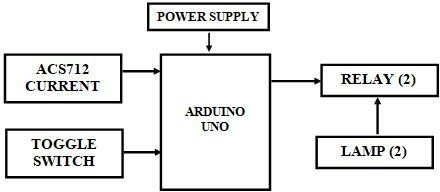 POWER SUPPLY
ACS712
CURRENT
ARDUINO
UNO
RELAY (2)
TOGGLE
SWITCH
LAMP (2)